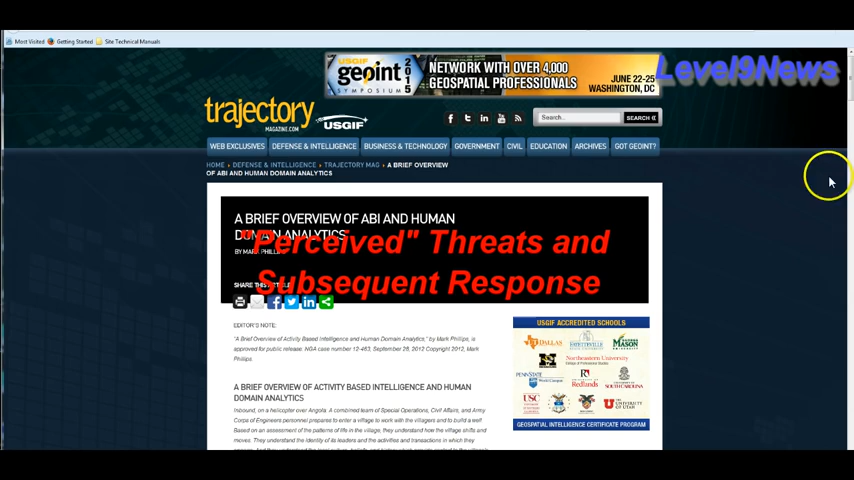 Most Visited Getting Started Site Technical Manuals
USGIF
geoint 2015
SYMPOSIUM
NETWORK WITH OVER 4,000
GEOSPATIAL PROFESSIONALS
JUNE 22-25
WASHINGTON, DC
Level9News
trajectory
MAGAZINE.COM
USGIF
Search...
SEARCH
WEB EXCLUSIVES DEFENSE & INTELLIGENCE BUSINESS & TECHNOLOGY GOVERNMENT CIVIL EDUCATION ARCHIVES GOT GEOINT?
HOME › DEFENSE & INTELLIGENCE › TRAJECTORY MAG › A BRIEF OVERVIEW
OF ABI AND HUMAN DOMAIN ANALYTICS
A BRIEF OVERVIEW OF ABI AND HUMAN
DOMAIN ANALYTICS
"Perceived" Threats and
BY MARK PHILLIPS
Subsequent Response
SHARE THIS ARTICLE
EDITOR'S NOTE:
"A Brief Overview of Activity Based Intelligence and Human Domain Analytics," by Mark Phillips, is
approved for public release. NGA case number 12-463, September 28, 2012 Copyright 2012, Mark
Phillips.
A BRIEF OVERVIEW OF ACTIVITY BASED INTELLIGENCE AND HUMAN
DOMAIN ANALYTICS
Inbound, on a helicopter over Angola: A combined team of Special Operations, Civil Affairs, and Army
Corps of Engineers personnel prepares to enter a village to work with the villagers and to build a well.
Based on an assessment of the patterns of life in the village, they understand how the village shifts and
moves. They understand the identity of its leaders and the activities and transactions in which they
USGIF ACCREDITED SCHOOLS
DALLAS
FAYETTEVILLE
MASON
Northeastern University
PENNSTATE
Redlands
SOUTH CAROLINA
USC
UNIVERSITY OF UTAH
GEOSPATIAL INTELLIGENCE CERTIFICATE PROGRAM